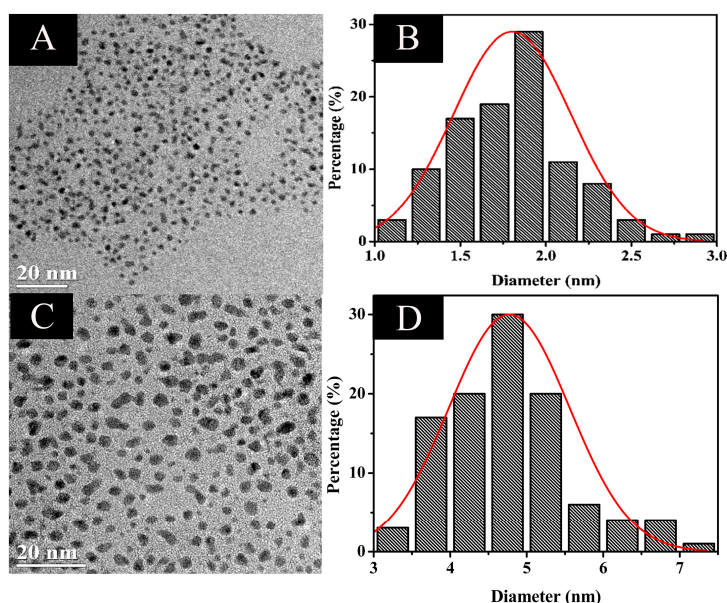 A
20 nm
B
Percentage (%)
30
20
10
0
1.0 1.5 2.0 2.5 3.0
Diameter (nm)
C
20 nm
D
Percentage (%)
30
20
10
0
3 4 5 6 7
Diameter (nm)